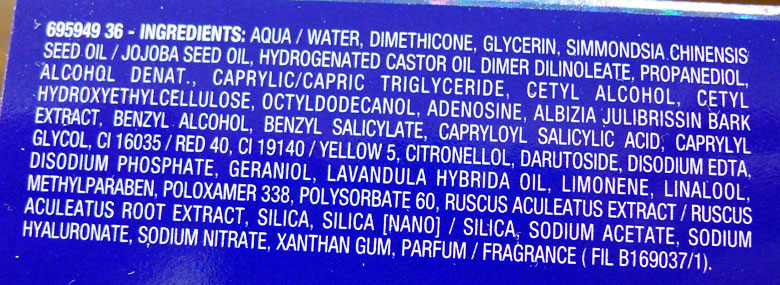 695949 36 - INGREDIENTS: AQUA / WATER, DIMETHICONE, GLYCERIN, SIMMONDSIA CHINENSIS
SEED OIL / JOJOBA SEED OIL, HYDROGENATED CASTOR OIL DIMER DILINOLEATE, PROPANEDIOL,
ALCOHOL DENAT., CAPRYLIC/CAPRIC TRIGLYCERIDE, CETYL ALCOHOL, CETYL
HYDROXYETHYLCELLULOSE, OCTYLDODECANOL, ADENOSINE, ALBIZIA JULIBRISSIN BARK
EXTRACT, BENZYL ALCOHOL, BENZYL SALICYLATE, CAPRYLOYL SALICYLIC ACID, CAPRYLYL
GLYCOL, CI 16035 / RED 40, CI 19140 / YELLOW 5, CITRONELLOL, DARUTOSIDE, DISODIUM EDTA,
DISODIUM PHOSPHATE, GERANIOL, LAVANDULA HYBRIDA OIL, LIMONENE, LINALOOL,
METHYLPARABEN, POLOXAMER 338, POLYSORBATE 60, RUSCUS ACULEATUS EXTRACT / RUSCUS
ACULEATUS ROOT EXTRACT, SILICA, SILICA [NANO] / SILICA, SODIUM ACETATE, SODIUM
HYALURONATE, SODIUM NITRATE, XANTHAN GUM, PARFUM / FRAGRANCE ( FIL B169037/1).